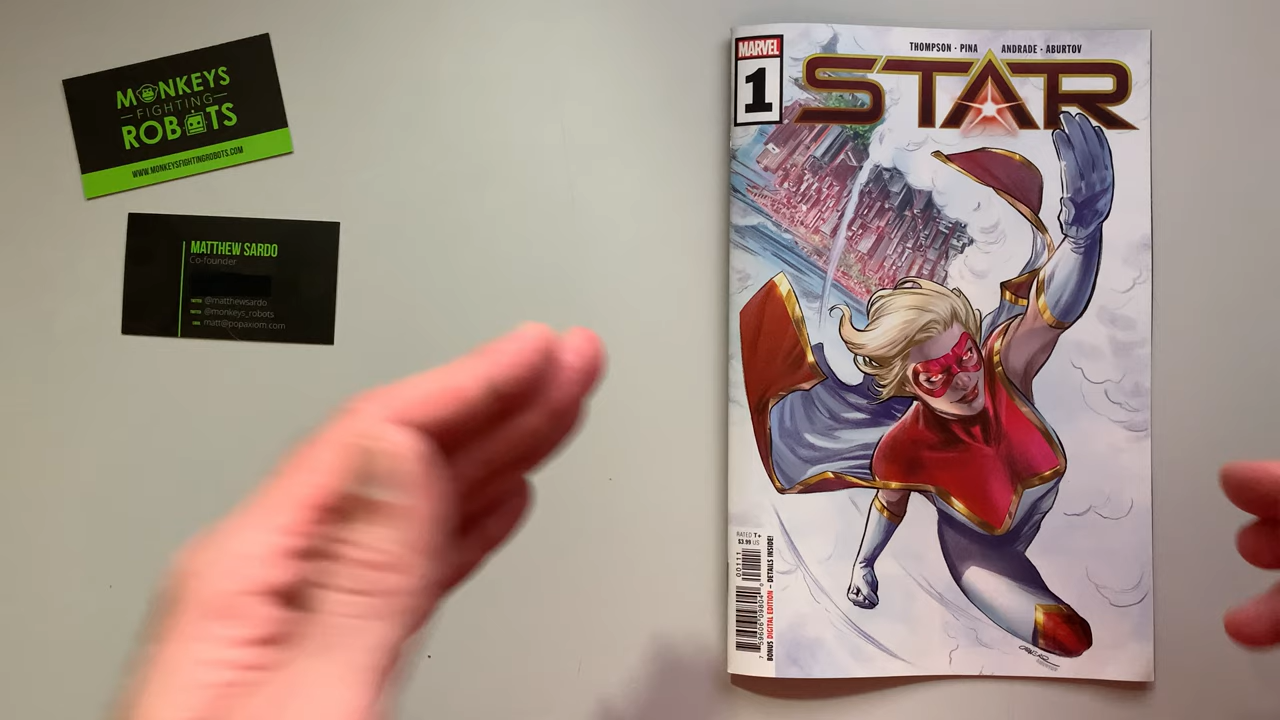 MONKEYS
FIGHTING
ROBOTS
WWW.MONKEYSFIGHTINGROBOTS.COM
MATTHEW SARDO
Co-founder
@matthewsardo
@monkeys_robots
matt@popaxiom.com
MARVEL
1
THOMPSON · PINA ANDRADE · ABURTOV
STAR
RATED T+
$3.99 US
00111
BONUS DIGITAL EDITION – DETAILS INSIDE!